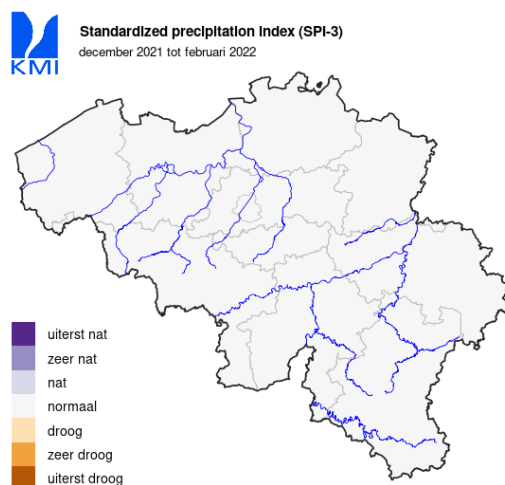 KMI
Standardized precipitation index (SPI-3)
december 2021 tot februari 2022
uiterst nat
zeer nat
nat
normaal
droog
zeer droog
uiterst droog